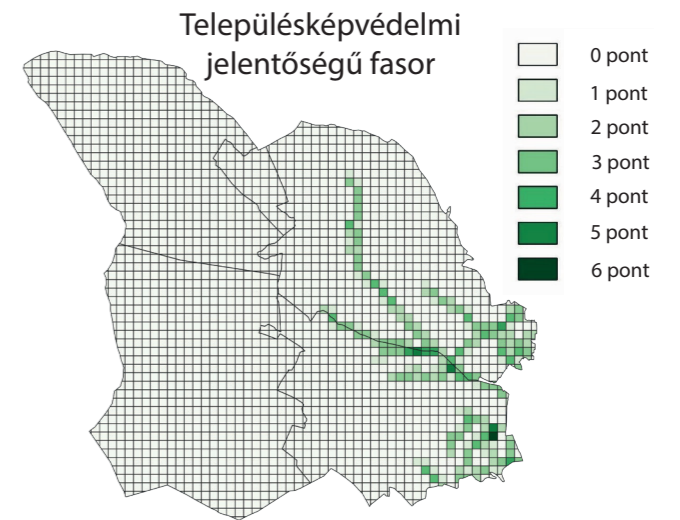 Településképvédelmi
jelentőségű fasor
0 pont
1 pont
2 pont
3 pont
4 pont
5 pont
6 pont